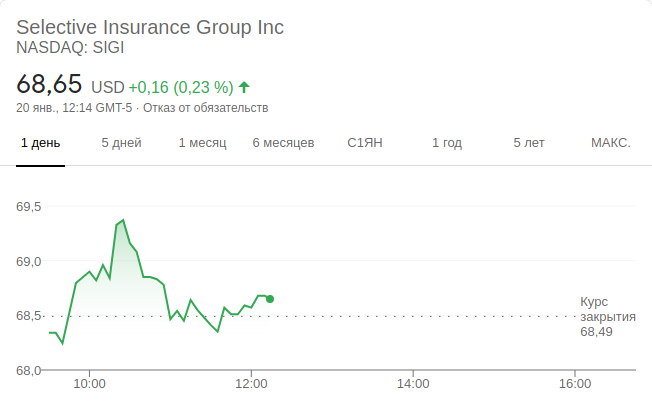 Selective Insurance Group Inc
NASDAQ: SIGI
68,65 USD +0,16 (0,23 %)
20 янв., 12:14 GMT-5 · Отказ от обязательств
1 день 5 дней 1 месяц 6 месяцев С1ЯН 1 год 5 лет МАКС.
69,5
69,0
68,5
68,0
Курс
закрытия
68,49
10:00 12:00 14:00 16:00